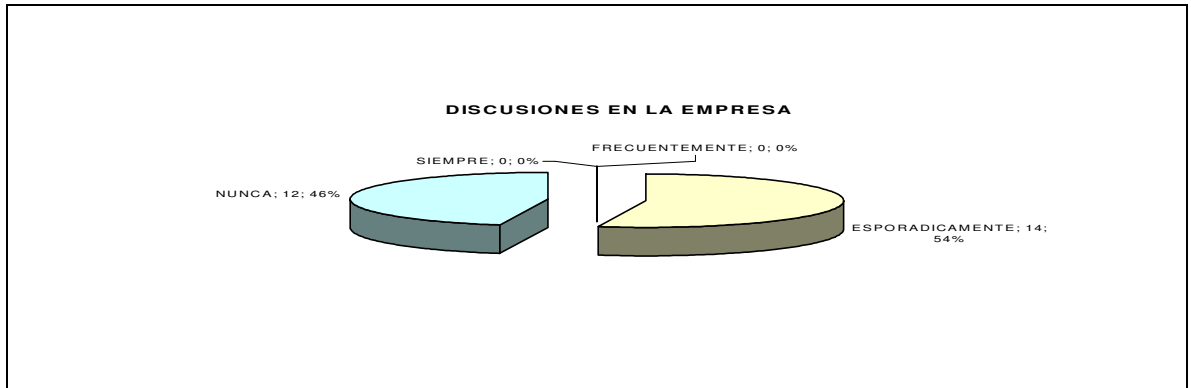 DISCUSIONES EN LA EMPRESA
FRECUENTEMENTE; 0; 0%
SIEMPRE; 0; 0%
NUNCA; 12; 46%
ESPORADICAMENTE; 14;
54%